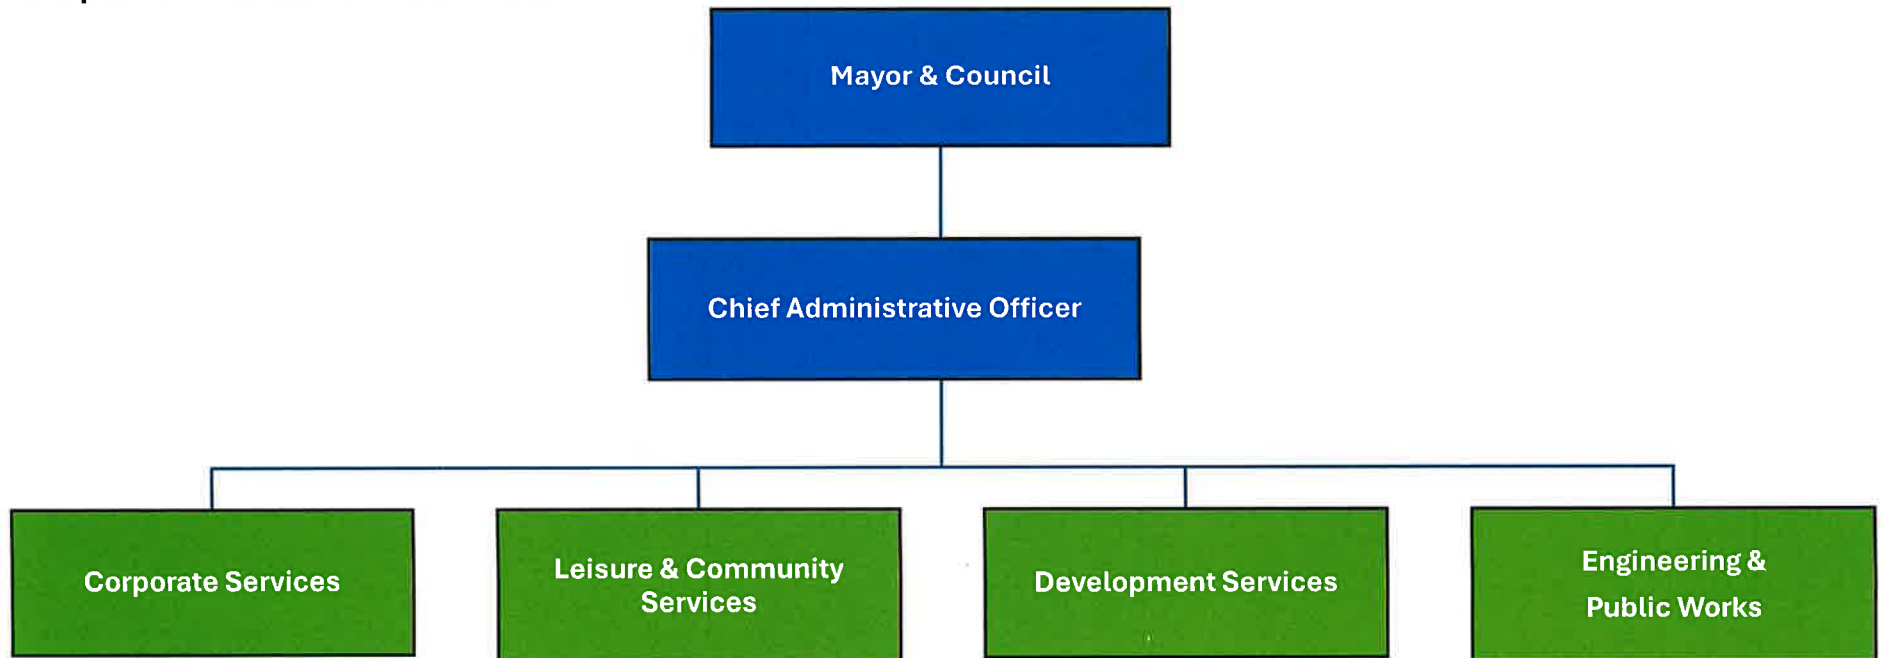 Mayor & Council
Chief Administrative Officer
Corporate Services
Leisure & Community
Services
Development Services
Engineering &
Public Works